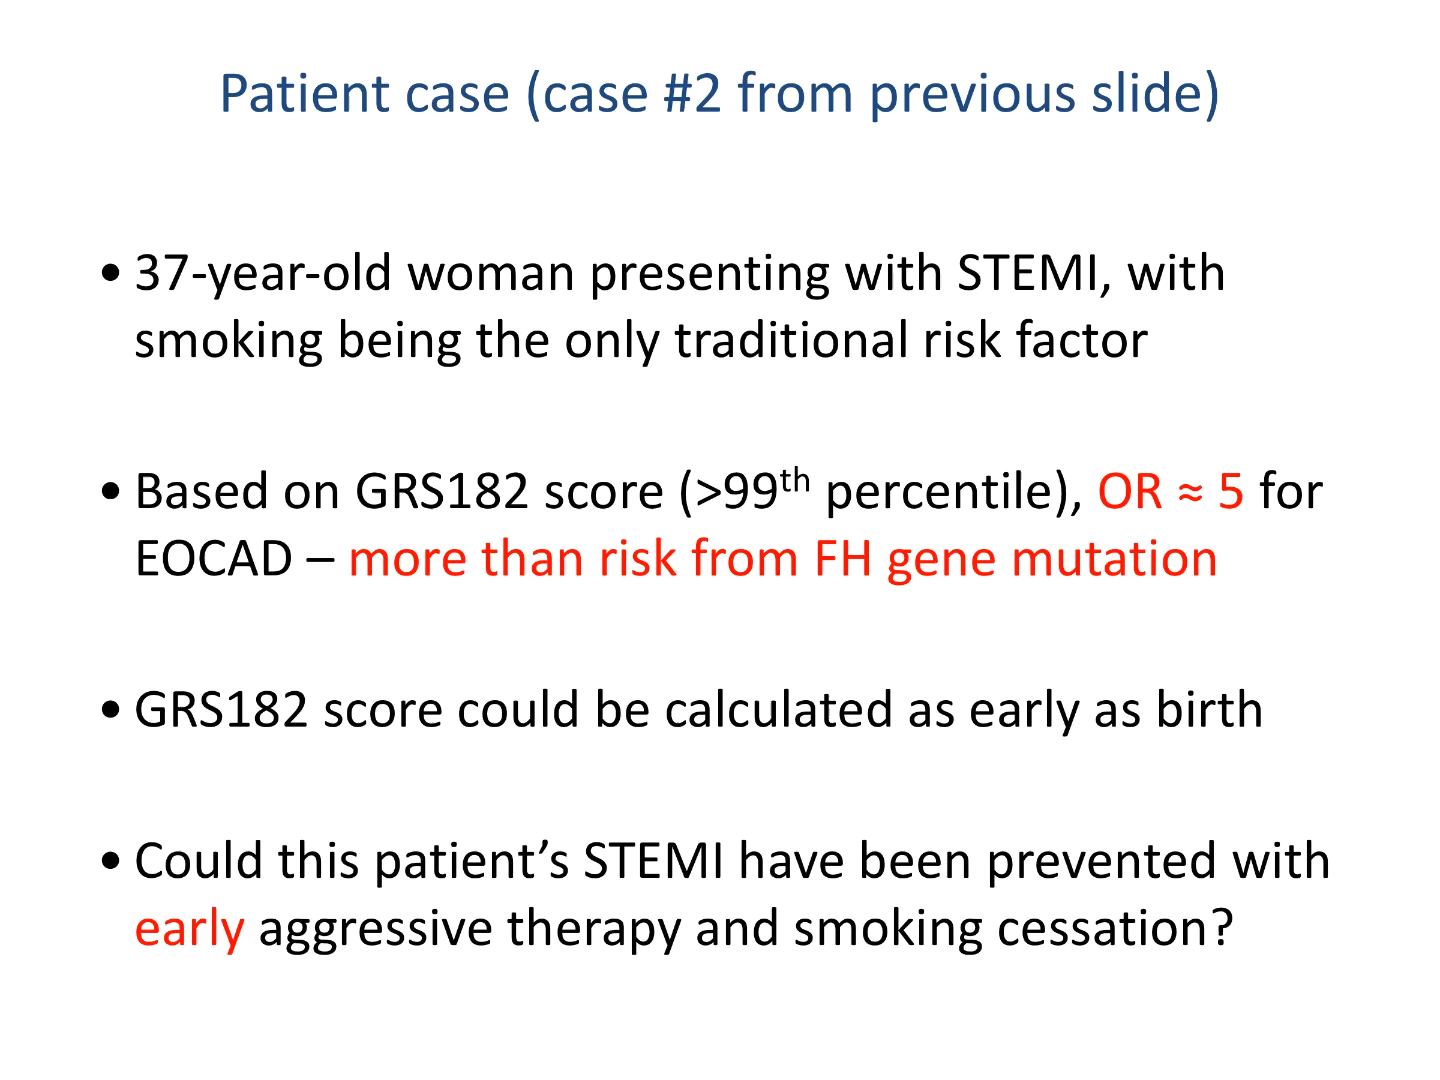 Patient case (case #2 from previous slide)
• 37-year-old woman presenting with STEMI, with
smoking being the only traditional risk factor
• Based on GRS182 score (>99th percentile), OR ≈ 5 for
EOCAD – more than risk from FH gene mutation
• GRS182 score could be calculated as early as birth
• Could this patient’s STEMI have been prevented with
early aggressive therapy and smoking cessation?